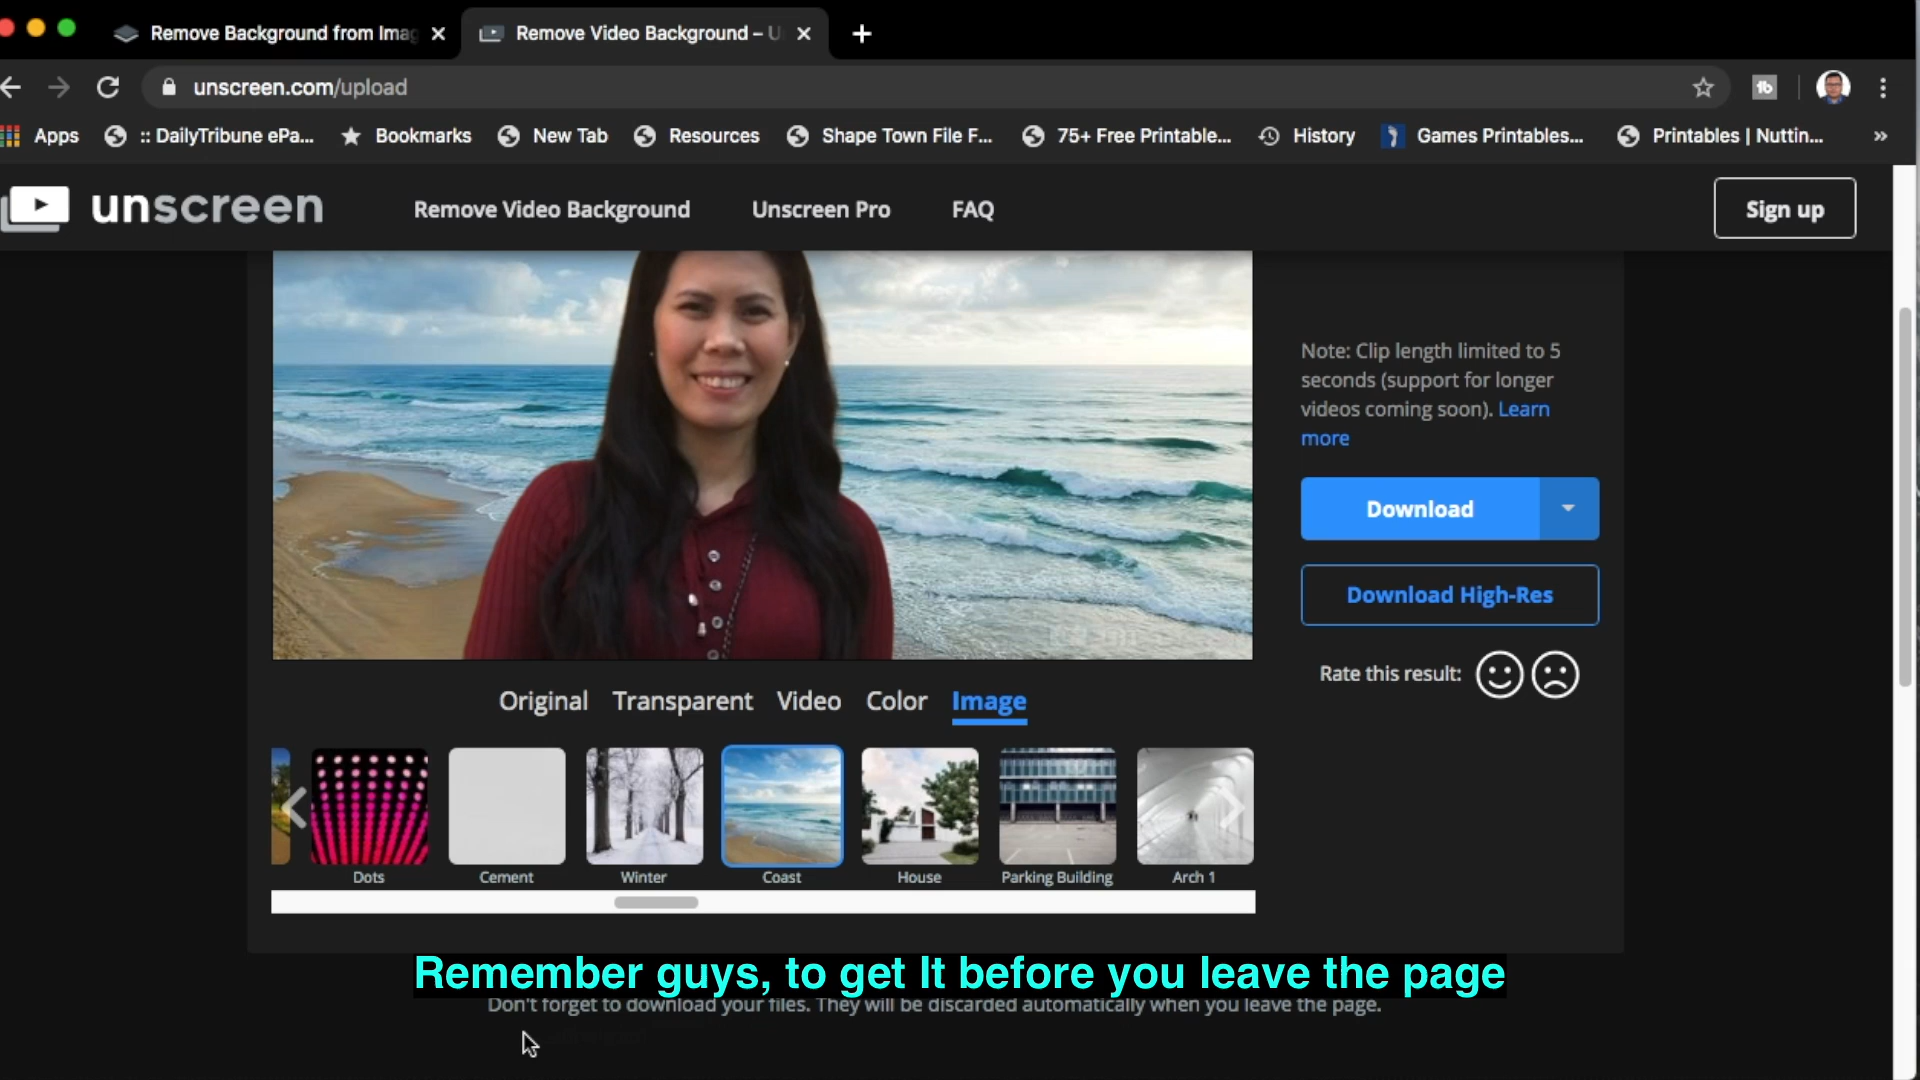 Remove Background from Imag
Remove Video Background – U
unscreen.com/upload
Apps
:: DailyTribune ePa...
Bookmarks
New Tab
Resources
Shape Town File F...
75+ Free Printable...
History
Games Printables...
Printables | Nuttin...
»
unscreen
Remove Video Background
Unscreen Pro
FAQ
Sign up
Note: Clip length limited to 5
seconds (support for longer
videos coming soon). Learn
more
Download
Download High-Res
Rate this result:
Original
Transparent
Video
Color
Image
Dots
Cement
Winter
Coast
House
Parking Building
Arch 1
Remember guys, to get It before you leave the page
Don't forget to download your files. They will be discarded automatically when you leave the page.